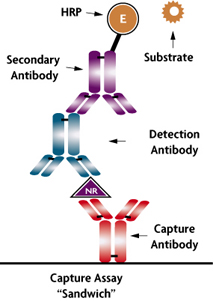 HRP
E
Substrate
Secondary
Antibody
Detection
Antibody
NR
Capture
Antibody
Capture Assay
“Sandwich”